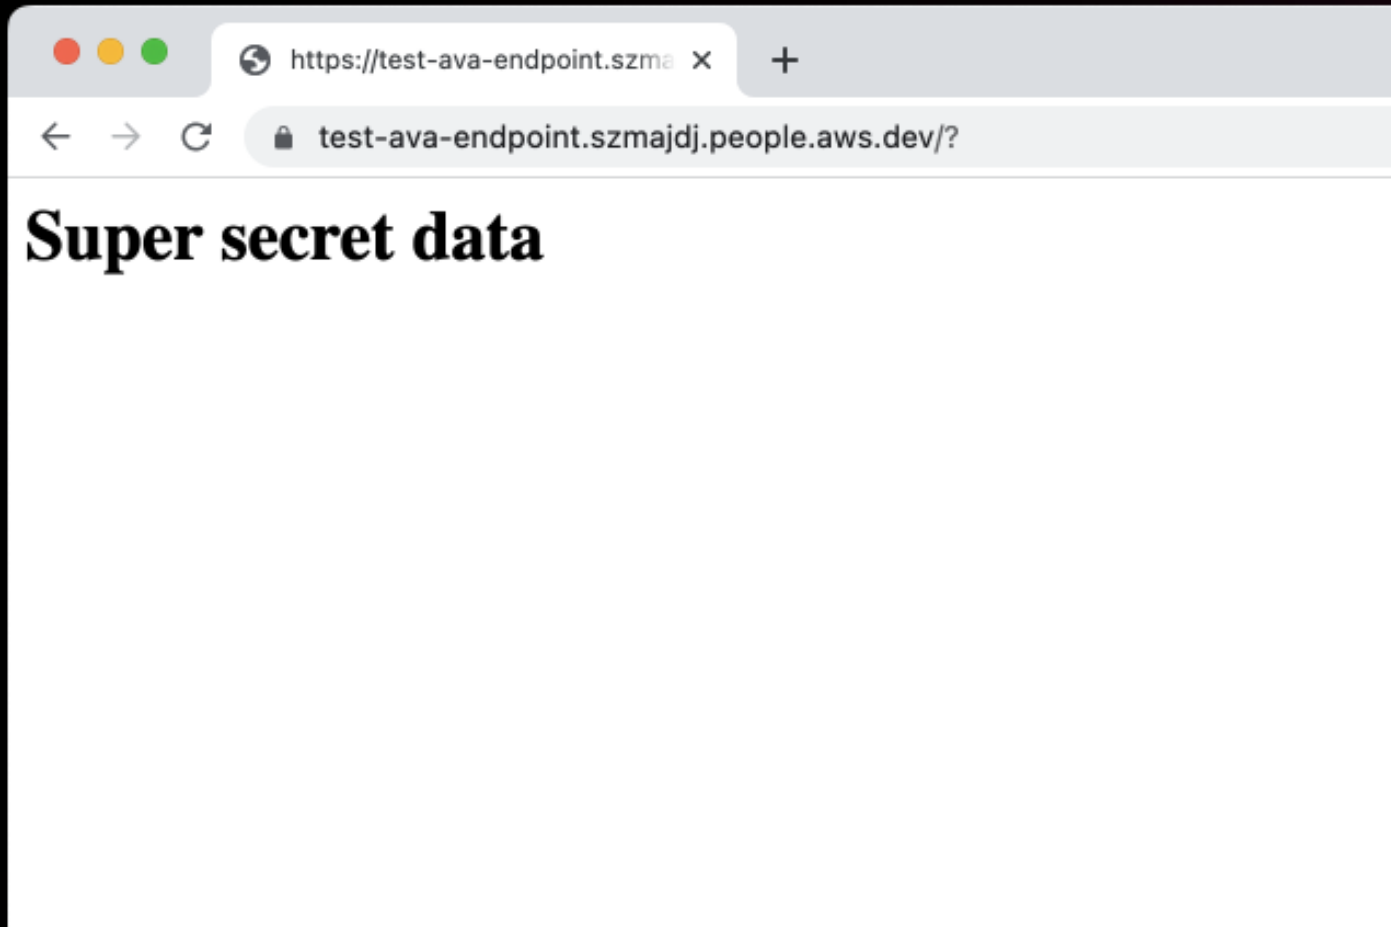 https://test-ava-endpoint.szma
test-ava-endpoint.szmajdj.people.aws.dev/?
Super secret data